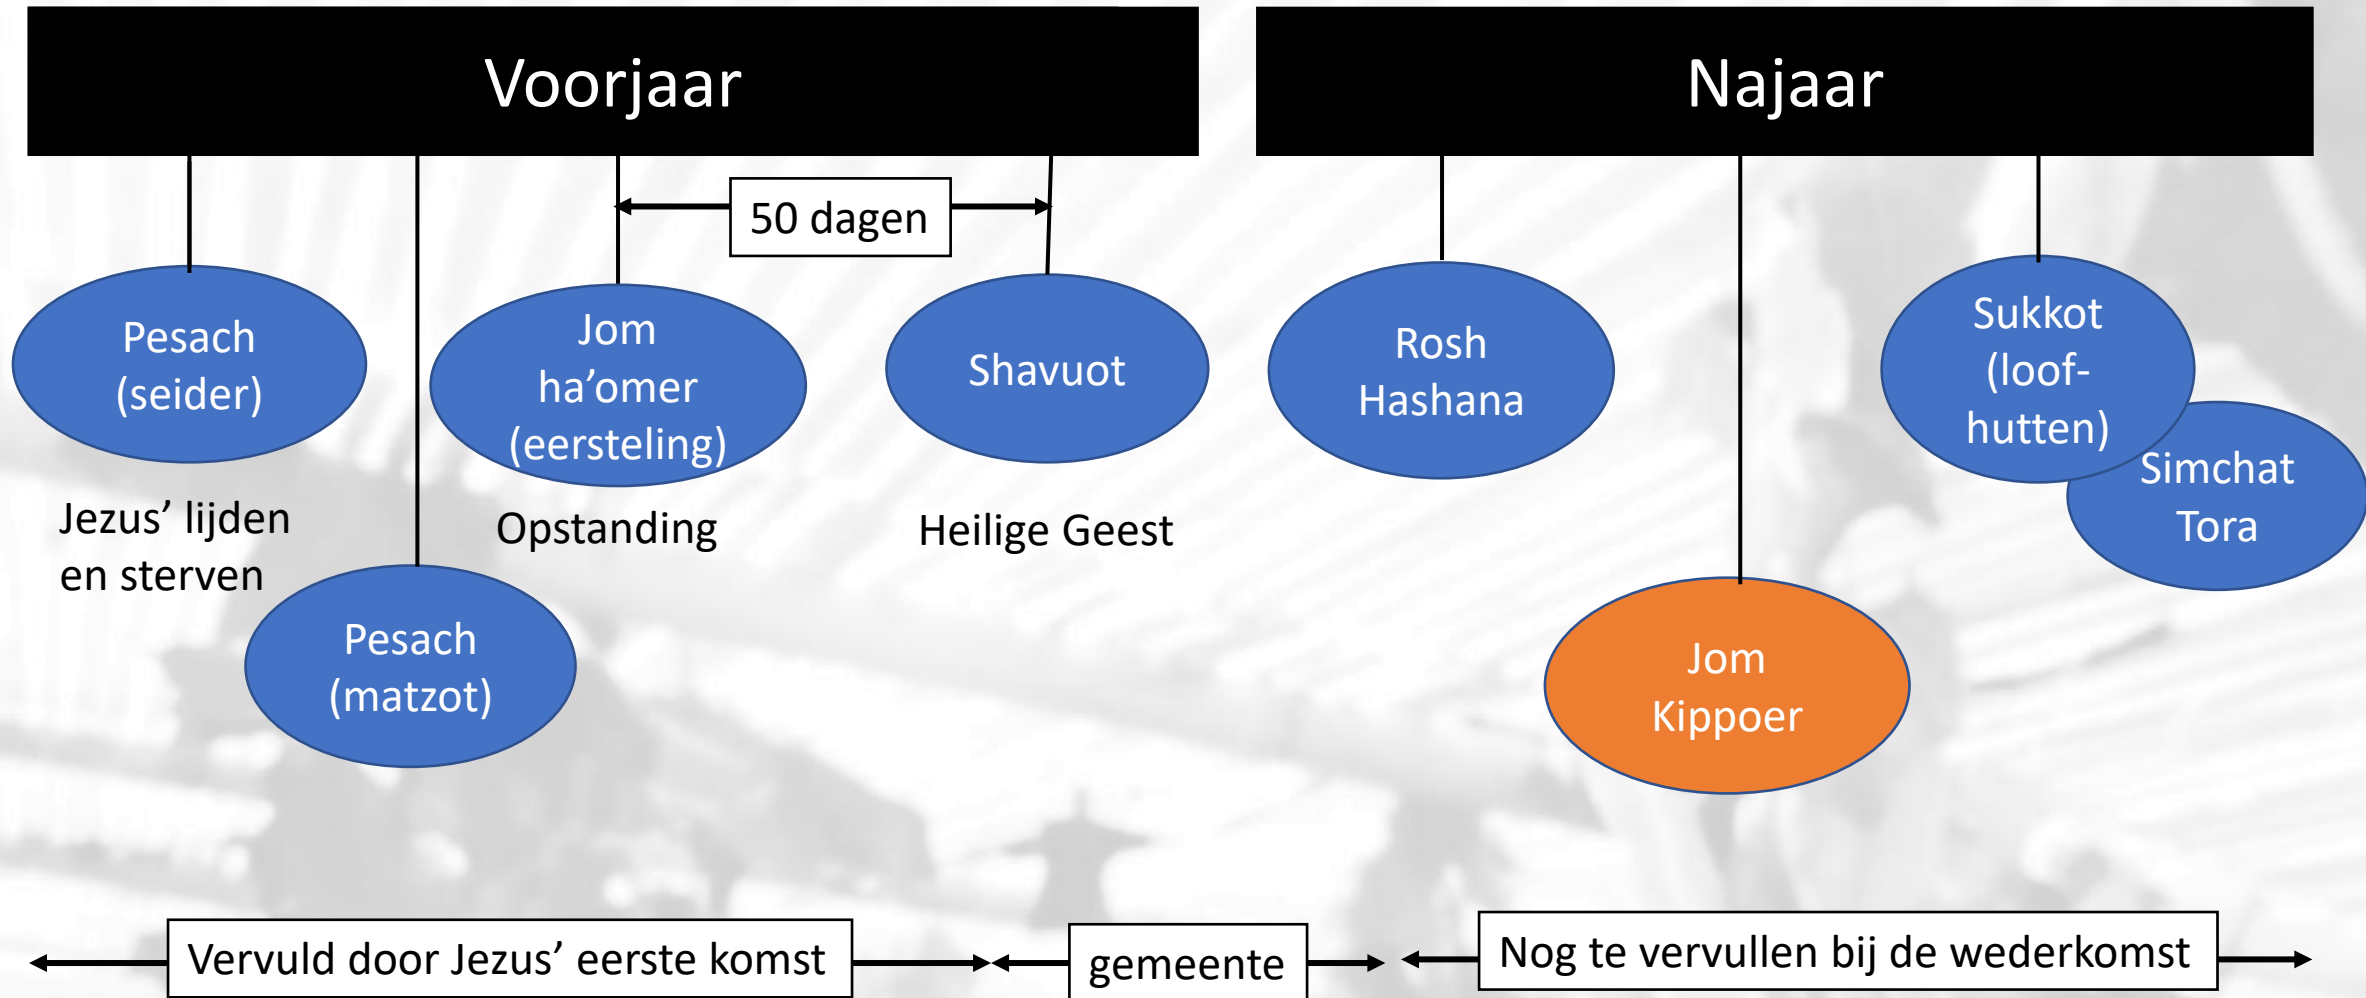 Voorjaar
Najaar
50 dagen
Pesach
(seider)
Jom
ha’omer
(eersteling)
Shavuot
Rosh
Hashana
Sukkot
(loof-
hutten)
Simchat
Tora
Jezus’ lijden
en sterven
Opstanding
Heilige Geest
Pesach
(matzot)
Jom
Kippoer
Vervuld door Jezus’ eerste komst
gemeente
Nog te vervullen bij de wederkomst